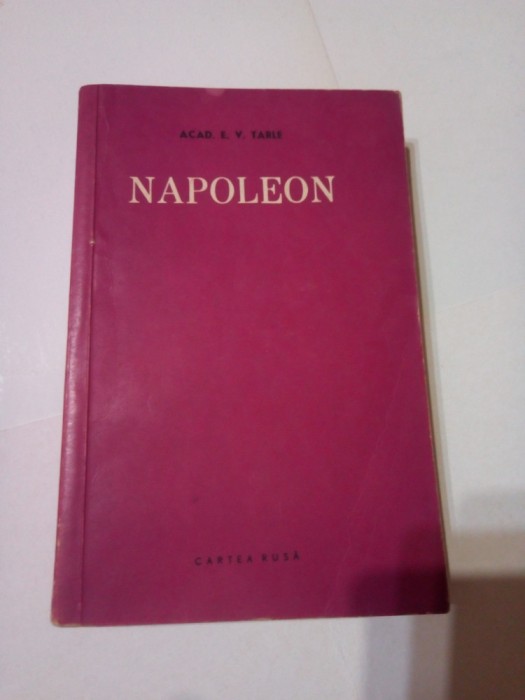 ACAD. E. V. TARLE
NAPOLEON
CARTEA RUSĂ